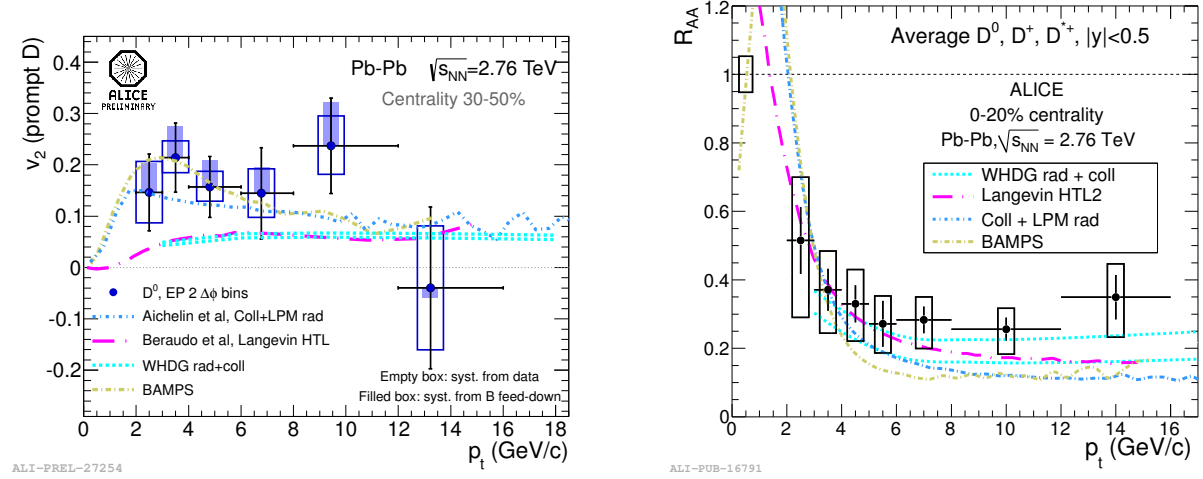 v2 (prompt D)
0.4
0.3
0.2
0.1
0
-0.1
-0.2
ALICE
PRELIMINARY
Pb-Pb √sNN=2.76 TeV
Centrality 30-50%
D0, EP 2 Δϕ bins
Aichelin et al, Coll+LPM rad
Beraudo et al, Langevin HTL
WHDG rad+coll
BAMPS
Empty box: syst. from data
Filled box: syst. from B feed-down
0 2 4 6 8 10 12 14 16 18
pt (GeV/c)
ALI-PREL-27254
RAA
1.2
1
0.8
0.6
0.4
0.2
0
Average D0, D+, D*+, |y|<0.5
ALICE
0-20% centrality
Pb-Pb,√sNN = 2.76 TeV
WHDG rad + coll
Langevin HTL2
Coll + LPM rad
BAMPS
0 2 4 6 8 10 12 14 16
pt (GeV/c)
ALI-PUB-16791